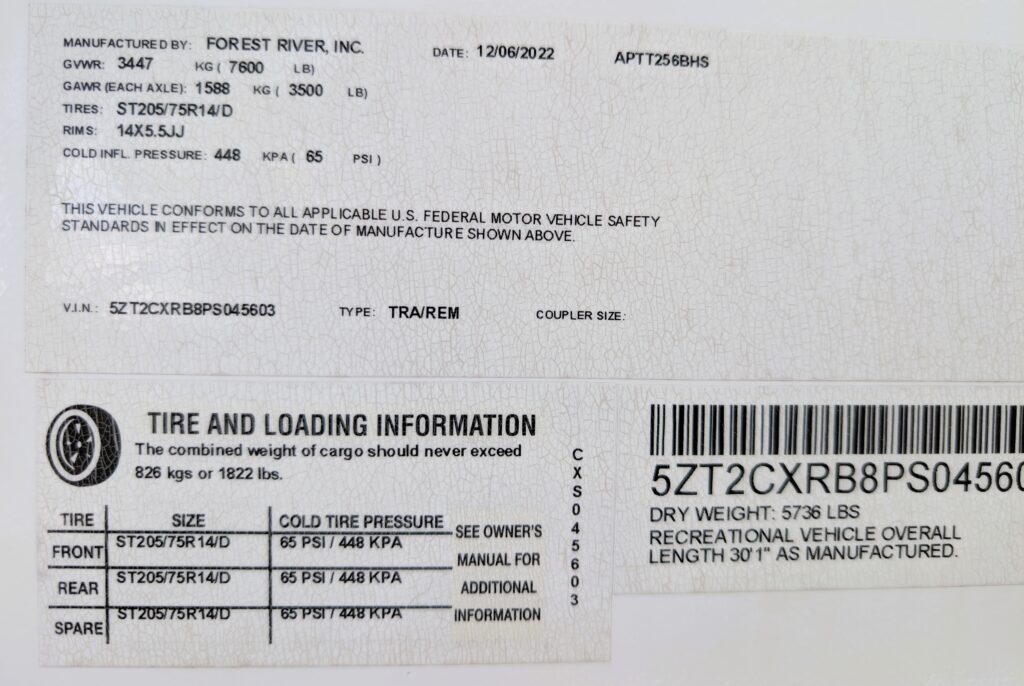 MANUFACTURED BY: FOREST RIVER, INC. DATE: 12/06/2022 APTT256BHS
GVWR: 3447 KG ( 7600 LB)
GAWR (EACH AXLE): 1588 KG ( 3500 LB)
TIRES: ST205/75R14/D
RIMS: 14X5.5JJ
COLD INFL. PRESSURE: 448 KPA ( 65 PSI )
THIS VEHICLE CONFORMS TO ALL APPLICABLE U.S. FEDERAL MOTOR VEHICLE SAFETY
STANDARDS IN EFFECT ON THE DATE OF MANUFACTURE SHOWN ABOVE.
V.I.N.: 5ZT2CXRB8PS045603 TYPE: TRA/REM COUPLER SIZE:
TIRE AND LOADING INFORMATION
The combined weight of cargo should never exceed
826 kgs or 1822 lbs.
TIRE SIZE COLD TIRE PRESSURE
FRONT ST205/75R14/D 65 PSI / 448 KPA
REAR ST205/75R14/D 65 PSI / 448 KPA
SPARE ST205/75R14/D 65 PSI / 448 KPA
SEE OWNER'S
MANUAL FOR
ADDITIONAL
INFORMATION
CXS045603
5ZT2CXRB8PS04560
DRY WEIGHT: 5736 LBS
RECREATIONAL VEHICLE OVERALL
LENGTH 30'1" AS MANUFACTURED.